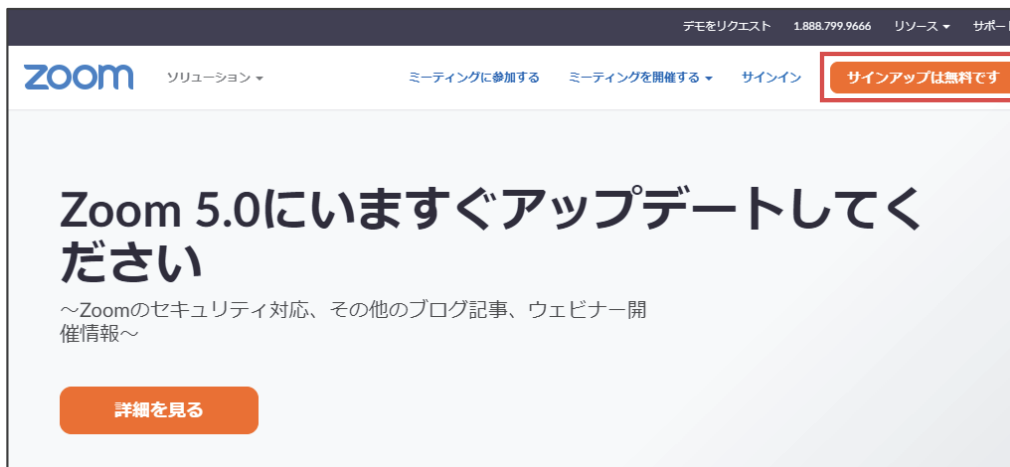 デモをリクエスト 1.888.799.9666 リソース サポート
zoom ソリューション ミーティングに参加する ミーティングを開催する サインイン サインアップは無料です
Zoom 5.0にいますぐアップデートしてく
ださい
～Zoomのセキュリティ対応、その他のブログ記事、ウェビナー開
催情報～
詳細を見る